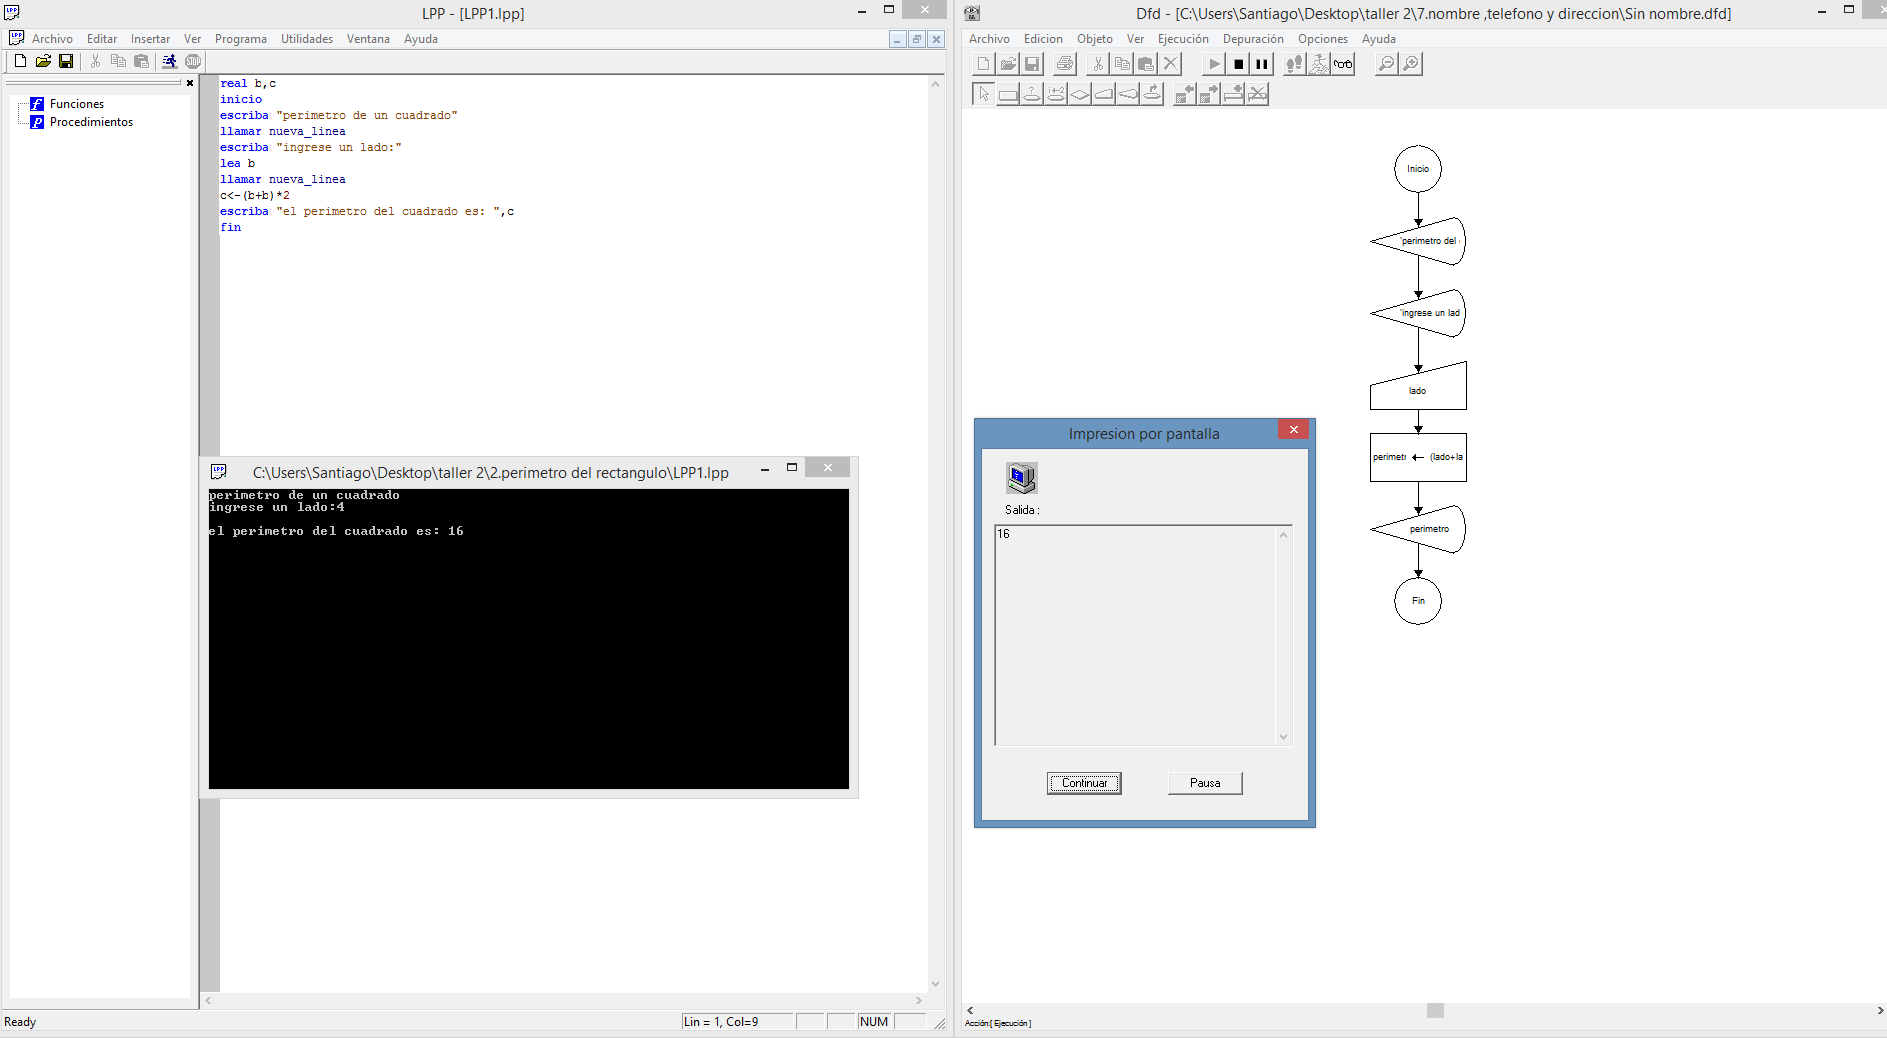 LPP - [LPP1.lpp]
Archivo Editar Insertar Ver Programa Utilidades Ventana Ayuda
Funciones
Procedimientos
real b,c
inicio
escriba "perimetro de un cuadrado"
llamar nueva_linea
escriba "ingrese un lado:"
lea b
llamar nueva_linea
c<-(b+b)*2
escriba "el perimetro del cuadrado es: ",c
fin
C:\Users\Santiago\Desktop\taller 2\2.perimetro del rectangulo\LPP1.lpp
perimetro de un cuadrado
ingrese un lado:4
el perimetro del cuadrado es: 16
Ready
Lin = 1, Col=9
NUM
Dfd - [C:\Users\Santiago\Desktop\taller 2\7.nombre ,telefono y direccion\Sin nombre.dfd]
Archivo Edicion Objeto Ver Ejecución Depuración Opciones Ayuda
Inicio
'perimetro del
'ingrese un lad
lado
perimetr ← (lado+la
perimetro
Fin
Impresion por pantalla
Salida :
16
Continuar
Pausa
Acción:[ Ejecución ]